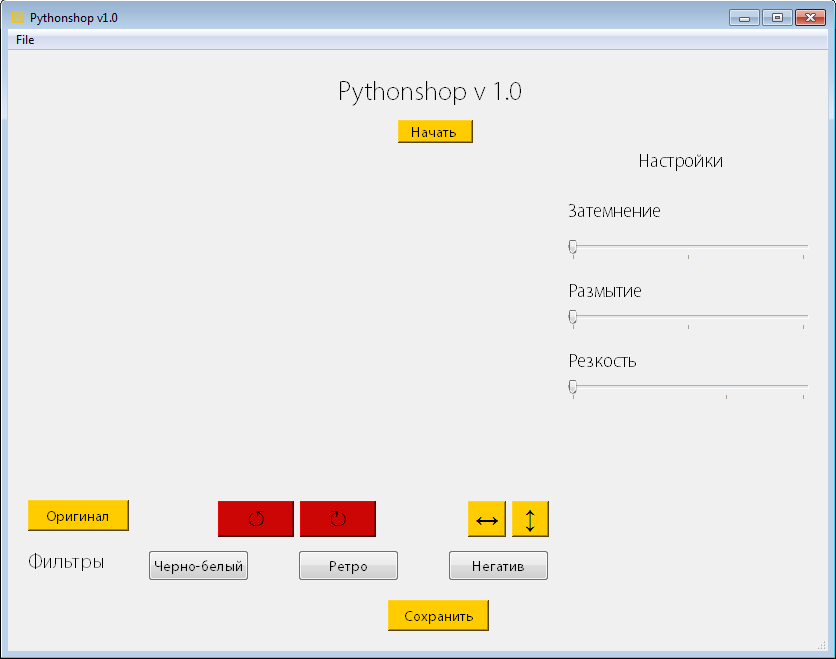 Pythonshop v1.0
File
Pythonshop v 1.0
Начать
Настройки
Затемнение
Размытие
Резкость
Оригинал
Фильтры
Черно-белый
Ретро
Негатив
Сохранить